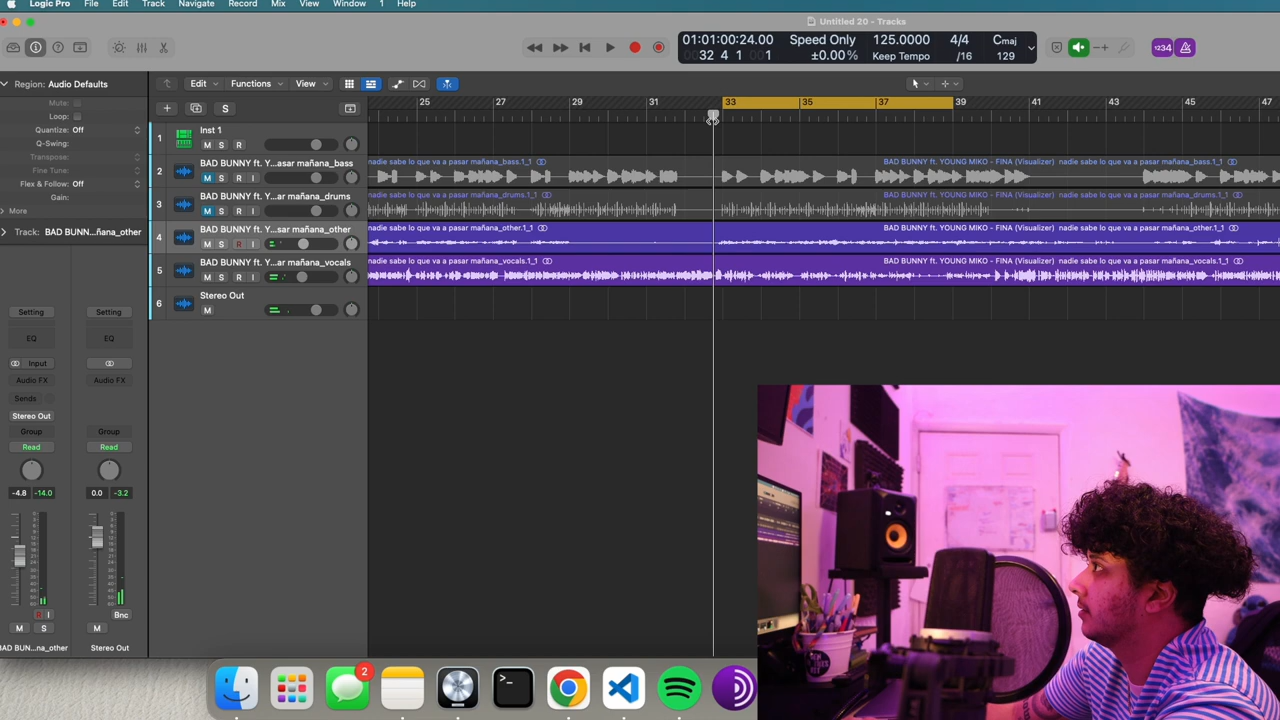 Logic Pro File Edit Track Navigate Record Mix View Window 1 Help
Untitled 20 - Tracks
01:01:00:24.00 Speed Only 125.0000 4/4 Cmaj
32 4 1 1 ±0.00% Keep Tempo /16 129
1234
Region: Audio Defaults
Edit Functions View
Mute:
Loop:
Quantize: Off
Q-Swing:
Transpose:
Fine Tune:
Flex & Follow: Off
Gain:
More
Track: BAD BUNN...ñana_other
S
25 27 29 31 33 35 37 39 41 43 45 47
1 Inst 1
M S R
2 BAD BUNNY ft. Y...asar mañana_bass
M S R I
3 BAD BUNNY ft. Y...ar mañana_drums
M S R I
4 BAD BUNNY ft. Y...sar mañana_other
M S R I
5 BAD BUNNY ft. Y...ar mañana_vocals
M S R I
6 Stereo Out
M
nadie sabe lo que va a pasar mañana_bass.1_1
BAD BUNNY ft. YOUNG MIKO - FINA (Visualizer) nadie sabe lo que va a pasar mañana_bass.1_1
nadie sabe lo que va a pasar mañana_drums.1_1
BAD BUNNY ft. YOUNG MIKO - FINA (Visualizer) nadie sabe lo que va a pasar mañana_drums.1_1
nadie sabe lo que va a pasar mañana_other.1_1
BAD BUNNY ft. YOUNG MIKO - FINA (Visualizer) nadie sabe lo que va a pasar mañana_other.1_1
nadie sabe lo que va a pasar mañana_vocals.1_1
BAD BUNNY ft. YOUNG MIKO - FINA (Visualizer) nadie sabe lo que va a pasar mañana_vocals.1_1
Setting Setting
EQ EQ
Input
Audio FX Audio FX
Sends
Stereo Out
Group Group
Read Read
-4.8 -14.0 0.0 -3.2
R I Bnc
M S M
BAD BUN...na_other Stereo Out
2